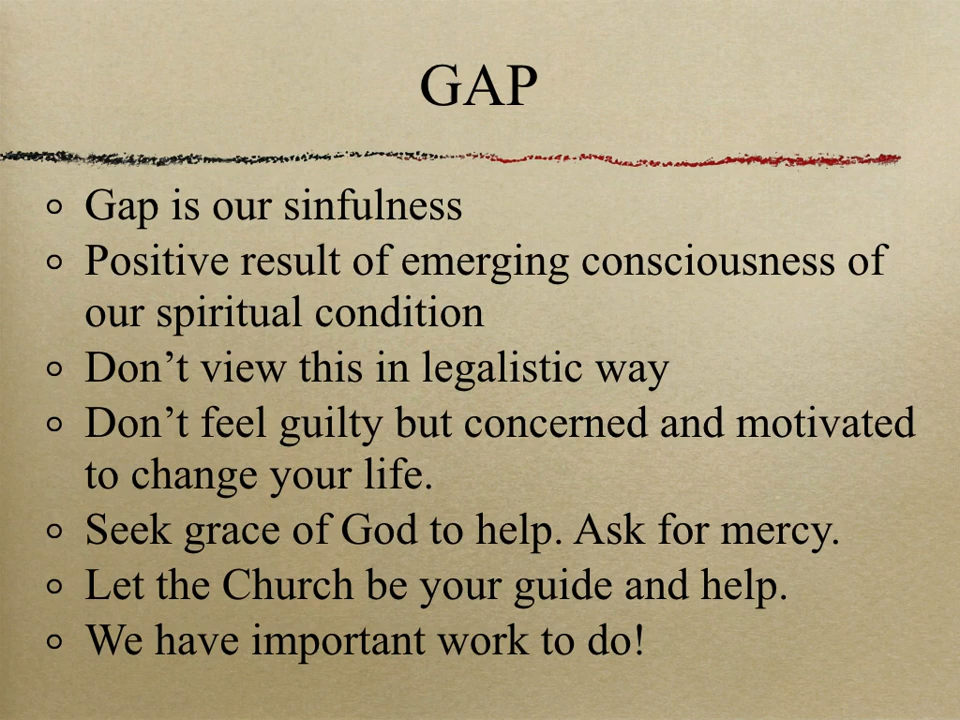 GAP
Gap is our sinfulness
Positive result of emerging consciousness of
our spiritual condition
Don’t view this in legalistic way
Don’t feel guilty but concerned and motivated
to change your life.
Seek grace of God to help. Ask for mercy.
Let the Church be your guide and help.
We have important work to do!